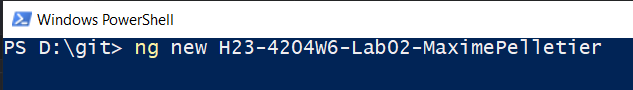 Windows PowerShell
PS D:\git> ng new H23-4204W6-Lab02-MaximePelletier